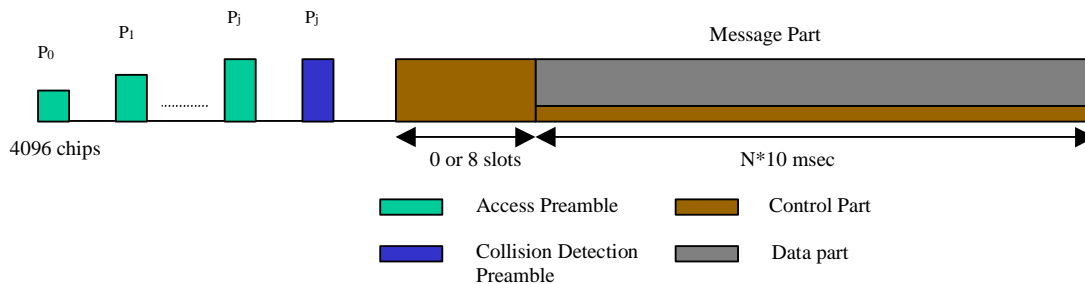 P0
P1
Pj
Pj
Message Part
4096 chips
0 or 8 slots
N*10 msec
Access Preamble
Control Part
Collision Detection
Preamble
Data part